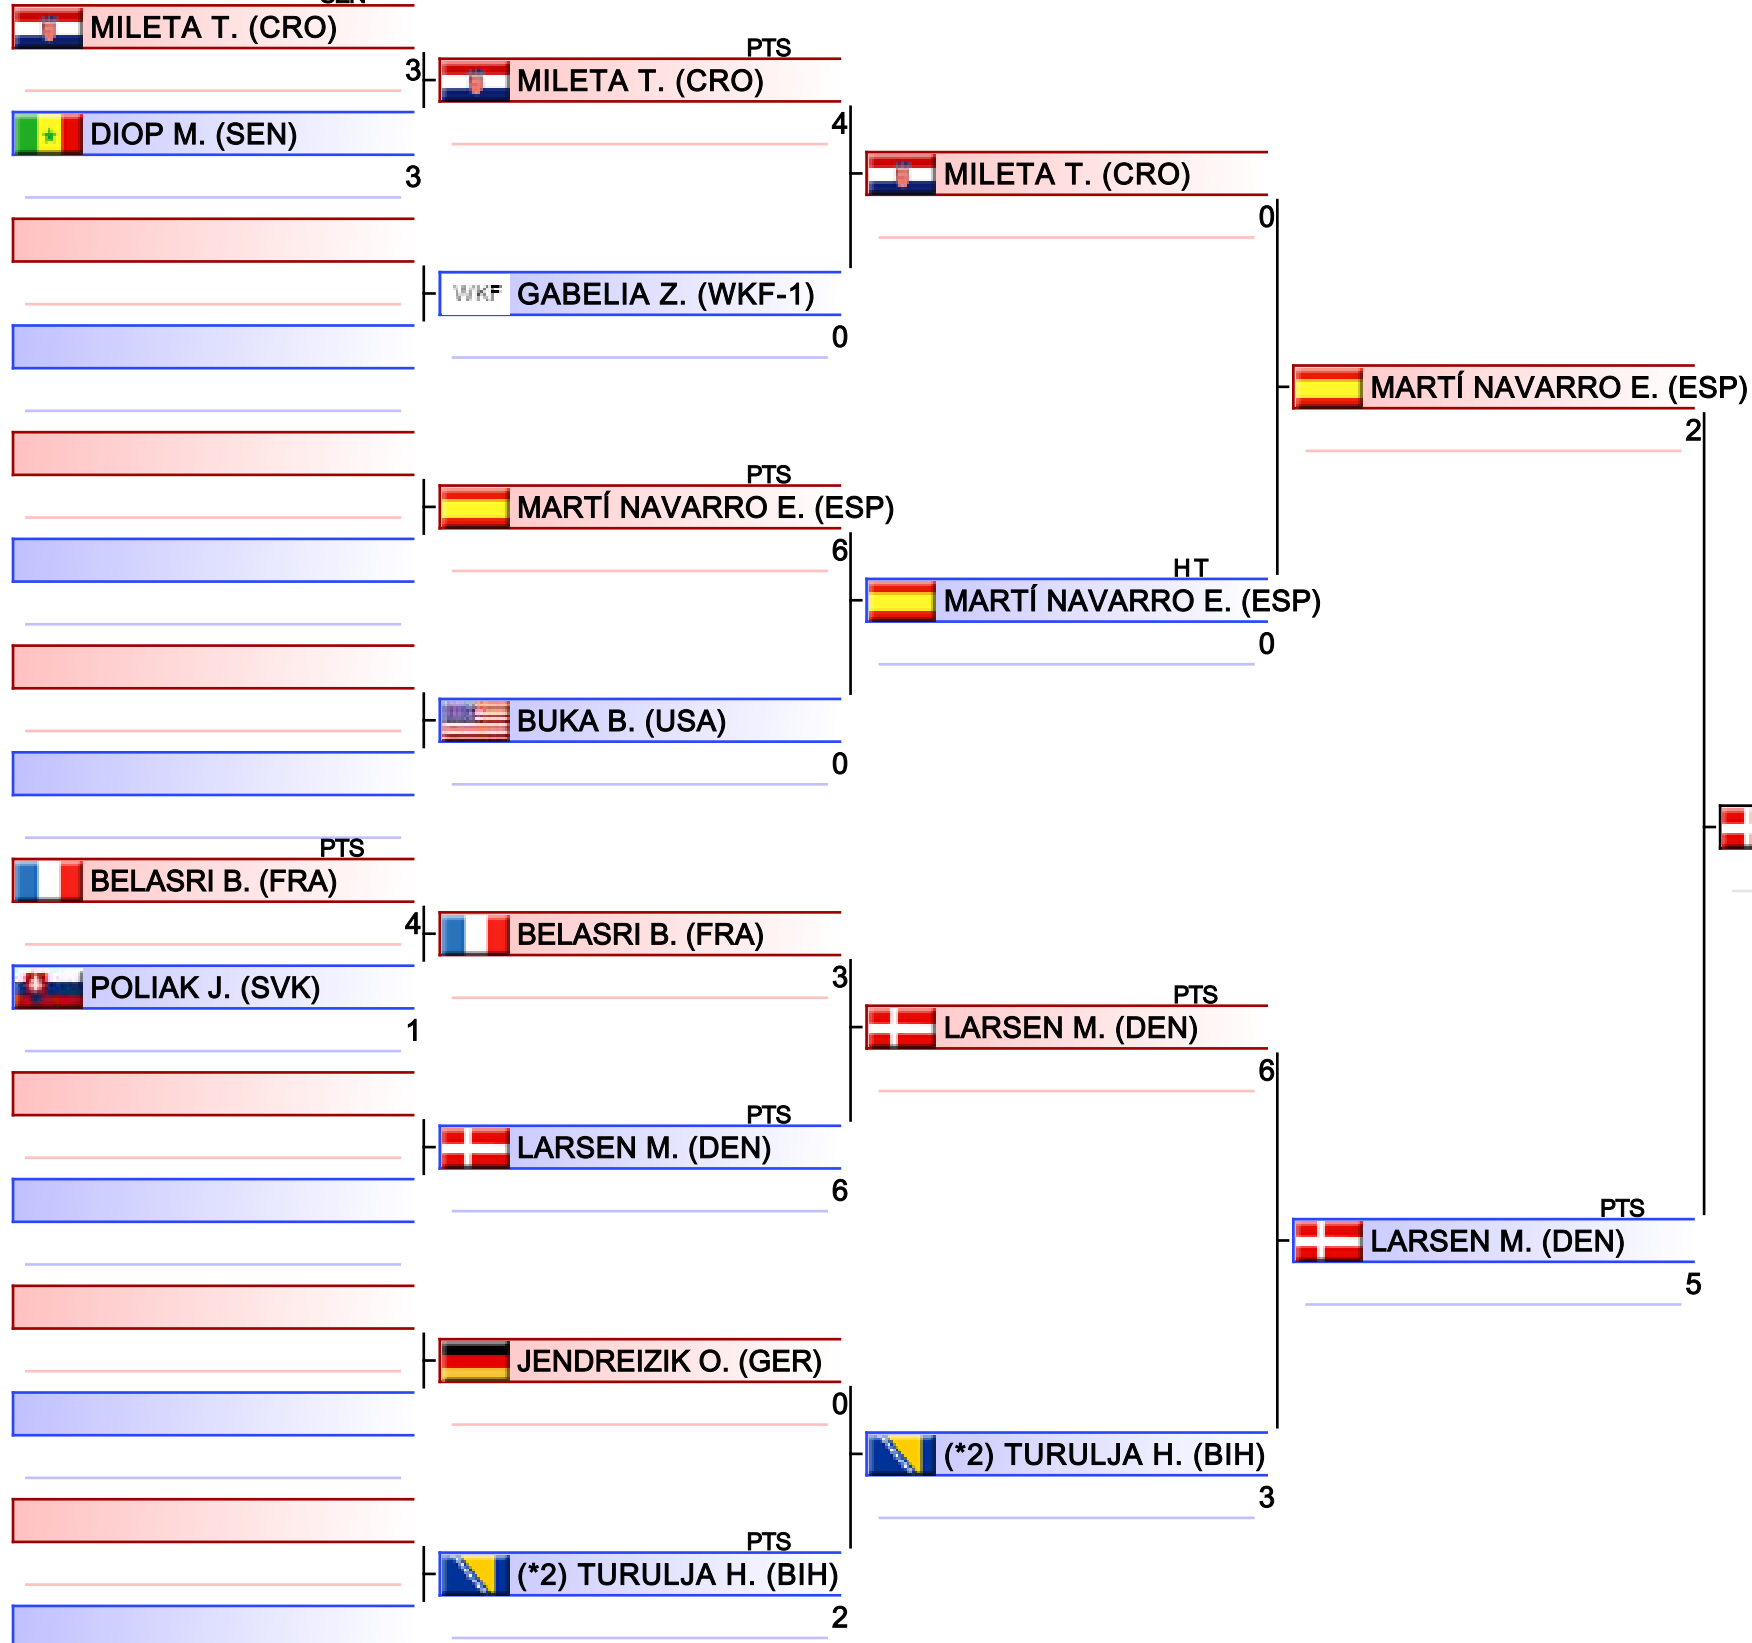 SEN
MILETA T. (CRO)
3
DIOP M. (SEN)
3
PTS
BELASRI B. (FRA)
4
POLIAK J. (SVK)
1
PTS
MILETA T. (CRO)
4
WKF GABELIA Z. (WKF-1)
0
PTS
MARTÍ NAVARRO E. (ESP)
6
BUKA B. (USA)
0
BELASRI B. (FRA)
3
PTS
LARSEN M. (DEN)
6
JENDREIZIK O. (GER)
0
PTS
(*2) TURULJA H. (BIH)
2
MILETA T. (CRO)
0
HT
MARTÍ NAVARRO E. (ESP)
0
PTS
LARSEN M. (DEN)
6
(*2) TURULJA H. (BIH)
3
MARTÍ NAVARRO E. (ESP)
2
PTS
LARSEN M. (DEN)
5